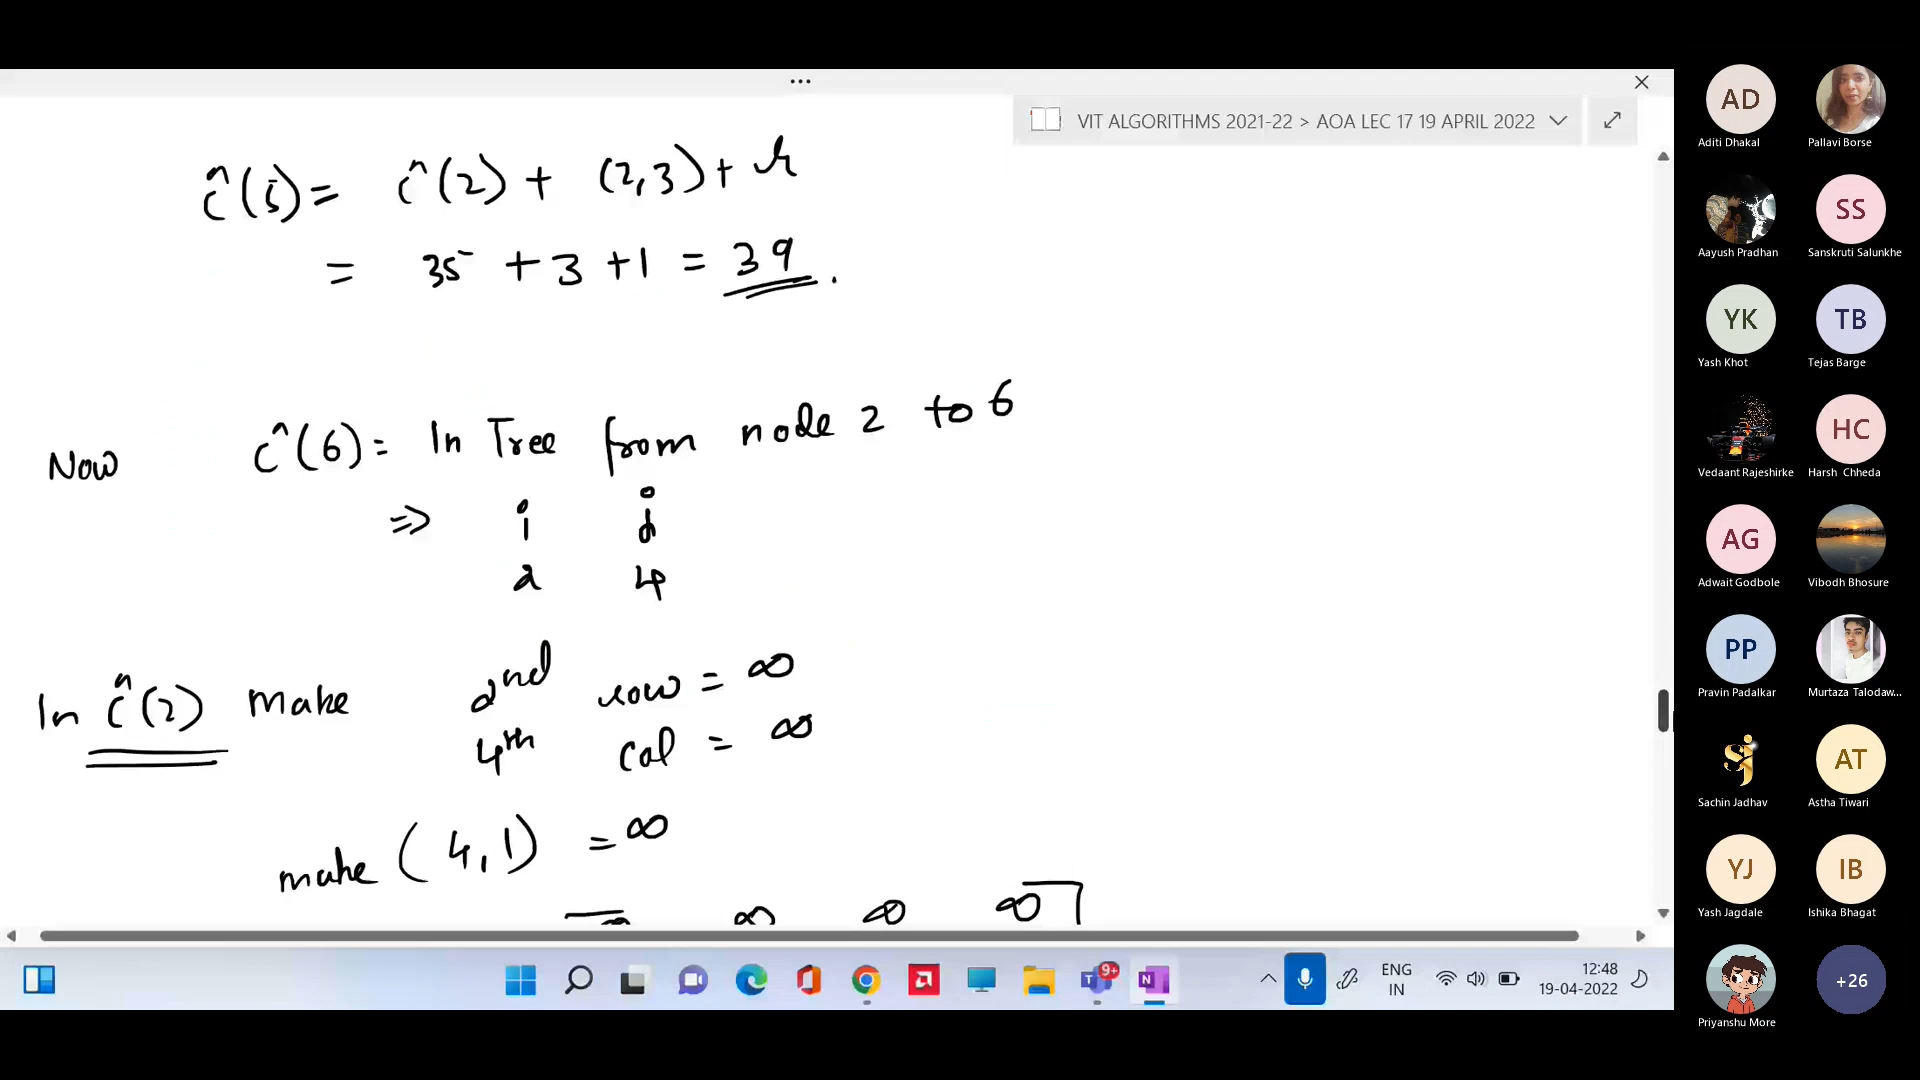 VIT ALGORITHMS 2021-22 > AOA LEC 17 19 APRIL 2022
ĉ(5) = ĉ(2) + (2,3) + r
= 35 + 3 + 1 = 39.
Now ĉ(6) = In Tree from node 2 to 6
⇒ i j
2 4
In ĉ(2) Make 2nd row = ∞
4th col = ∞
make (4,1) = ∞
∞ ∞ ∞
9+
ENG
IN
12:48
19-04-2022
AD
Aditi Dhakal
Pallavi Borse
Aayush Pradhan
SS
Sanskruti Salunkhe
YK
Yash Khot
TB
Tejas Barge
Vedaant Rajeshirke
HC
Harsh Chheda
AG
Adwait Godbole
Vibodh Bhosure
PP
Pravin Padalkar
Murtaza Talodaw...
Sj
Sachin Jadhav
AT
Astha Tiwari
YJ
Yash Jagdale
IB
Ishika Bhagat
Priyanshu More
+26